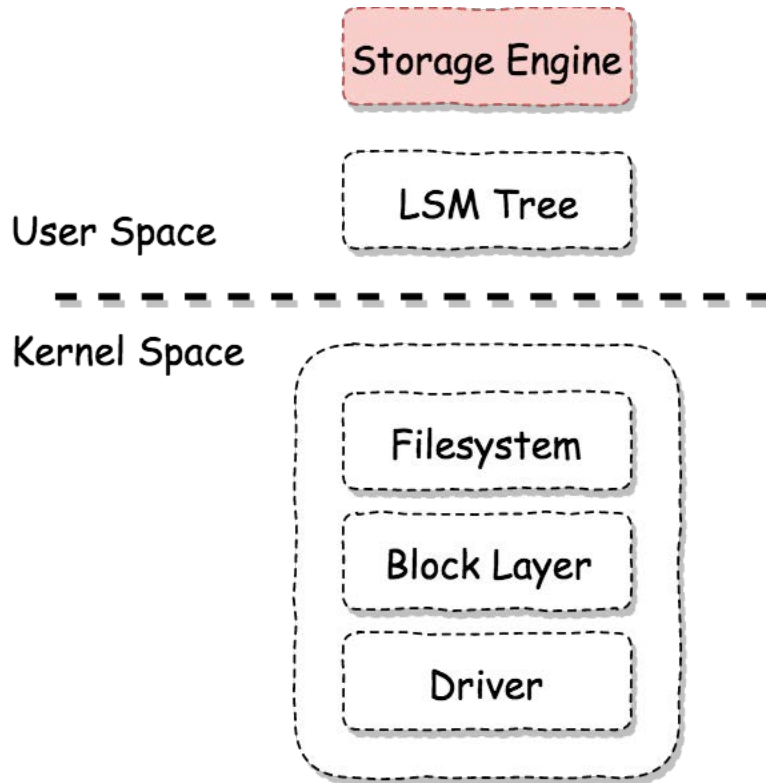 Storage Engine
LSM Tree
User Space
Kernel Space
Filesystem
Block Layer
Driver